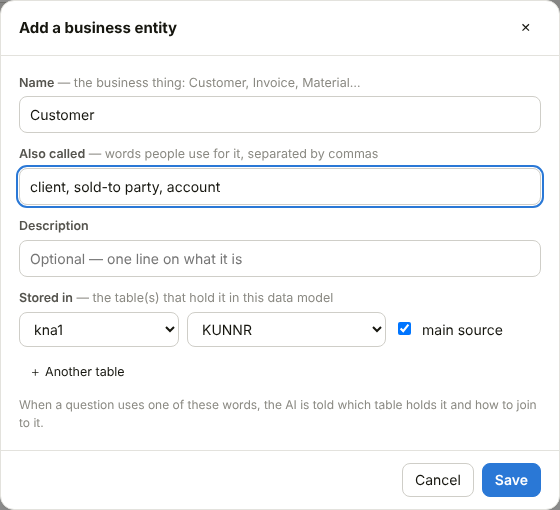 Add a business entity
×
Name — the business thing: Customer, Invoice, Material...
Customer
Also called — words people use for it, separated by commas
client, sold-to party, account
Description
Optional — one line on what it is
Stored in — the table(s) that hold it in this data model
kna1 KUNNR main source
+ Another table
When a question uses one of these words, the AI is told which table holds it and how to join
to it.
Cancel Save